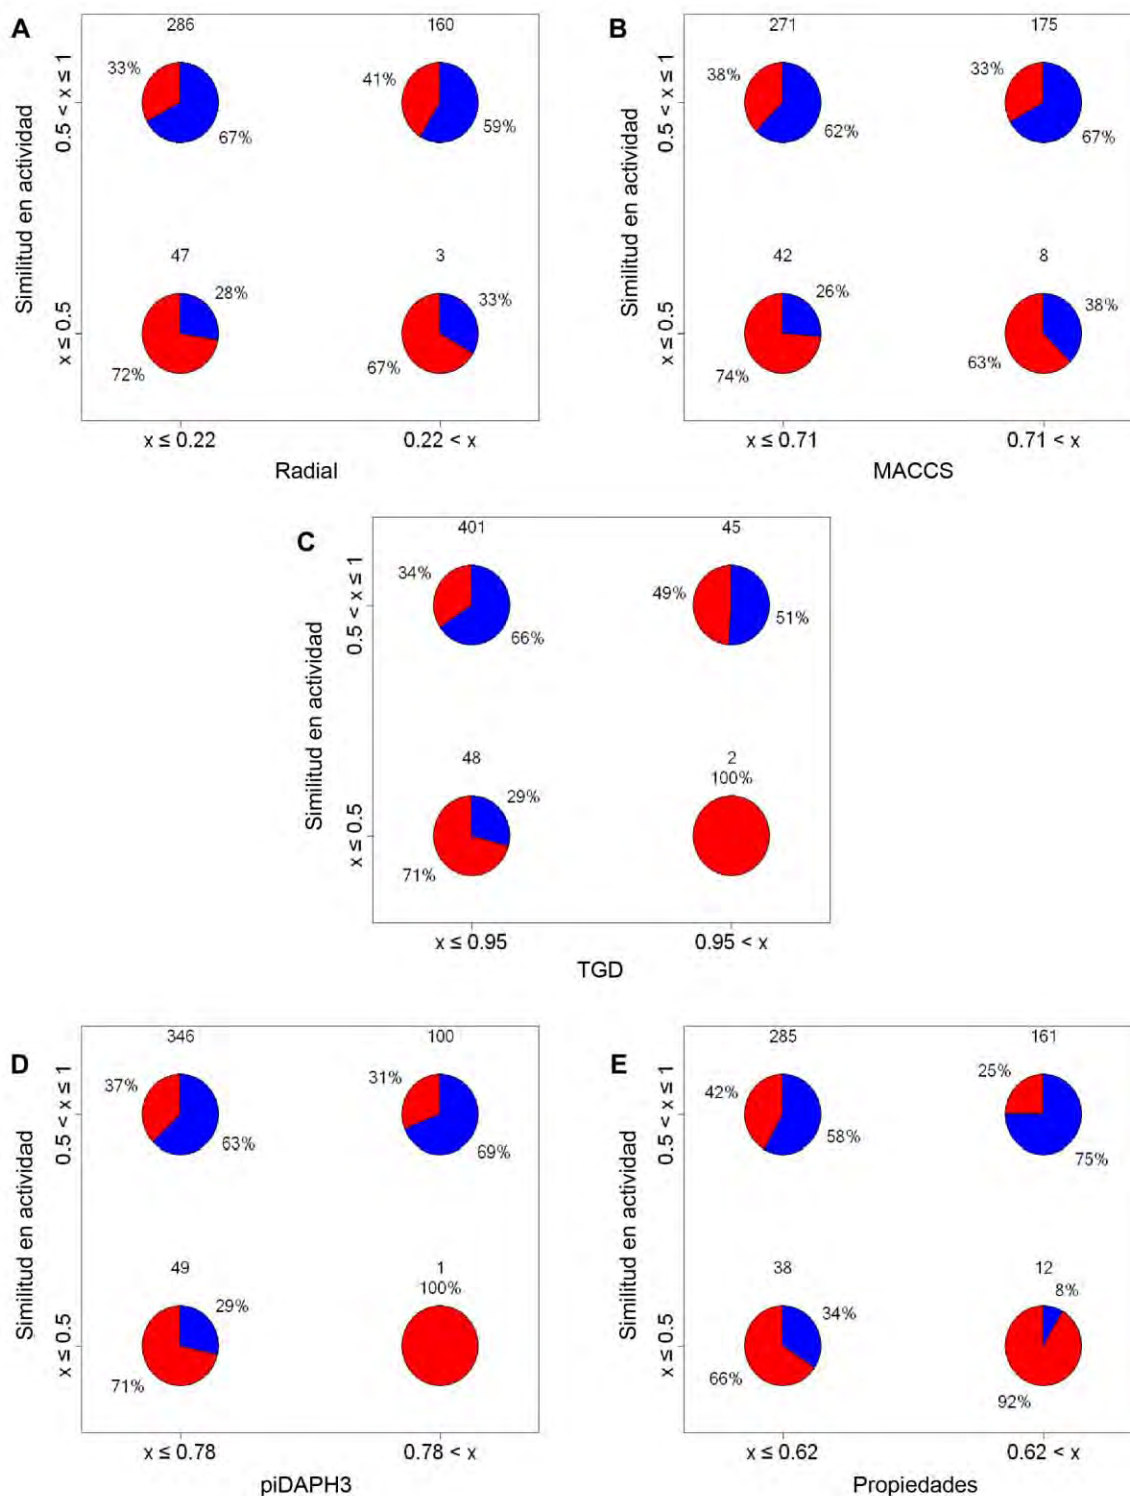 A
286
160
33%
67%
41%
59%
0.5 < x ≤ 1
Similitud en actividad
47
3
28%
72%
33%
67%
x ≤ 0.5
x ≤ 0.22
0.22 < x
Radial
B
271
175
38%
62%
33%
67%
0.5 < x ≤ 1
Similitud en actividad
42
8
26%
74%
38%
63%
x ≤ 0.5
x ≤ 0.71
0.71 < x
MACCS
C
401
45
34%
66%
49%
51%
0.5 < x ≤ 1
Similitud en actividad
48
2
29%
71%
100%
x ≤ 0.5
x ≤ 0.95
0.95 < x
TGD
D
346
100
37%
63%
31%
69%
0.5 < x ≤ 1
Similitud en actividad
49
1
29%
71%
100%
x ≤ 0.5
x ≤ 0.78
0.78 < x
piDAPH3
E
285
161
42%
58%
25%
75%
0.5 < x ≤ 1
Similitud en actividad
38
12
34%
66%
8%
92%
x ≤ 0.5
x ≤ 0.62
0.62 < x
Propiedades